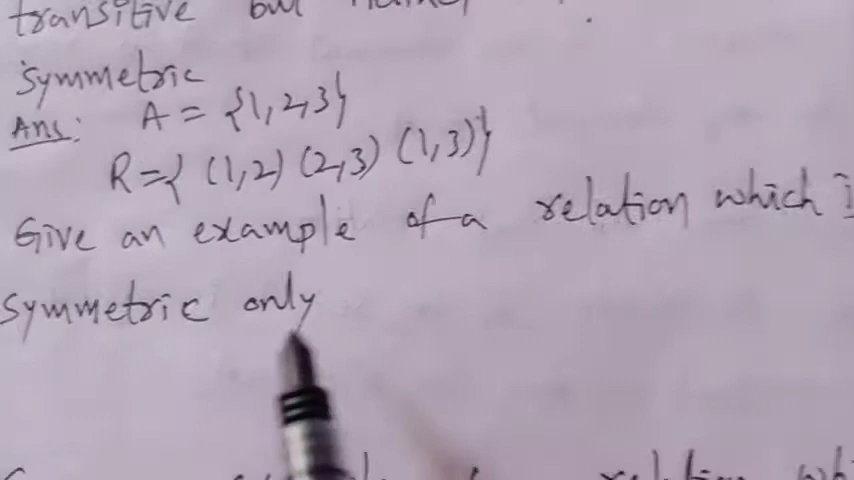 transitive but
symmetric
Ans: A = {1,2,3}
R={ (1,2) (2,3) (1,3)}
Give an example of a relation which
symmetric only
relation